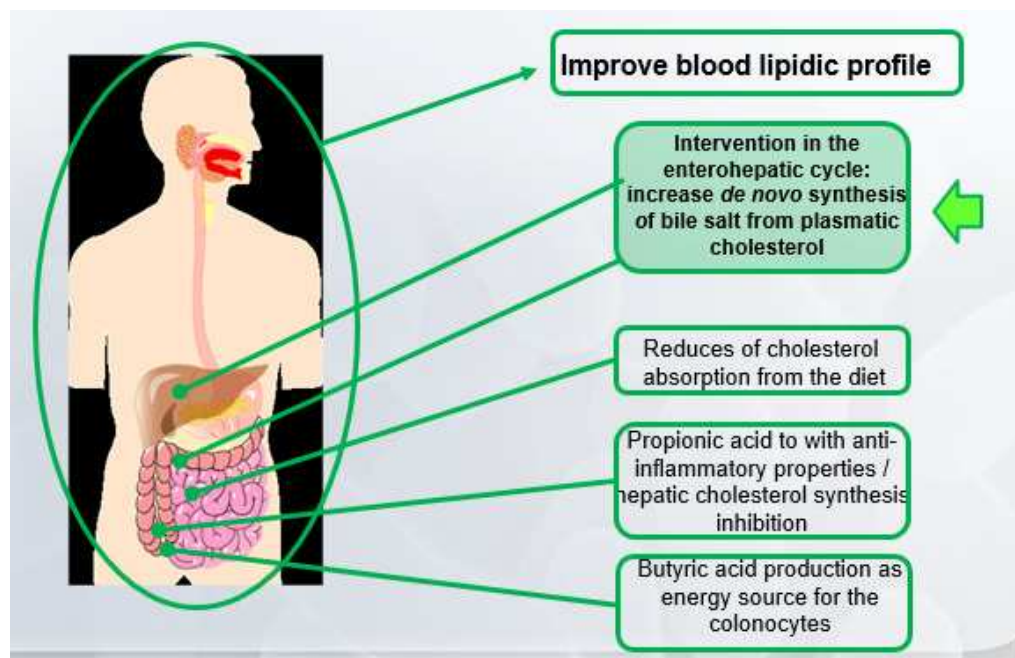 Improve blood lipidic profile
Intervention in the
enterohepatic cycle:
increase de novo synthesis
of bile salt from plasmatic
cholesterol
Reduces of cholesterol
absorption from the diet
Propionic acid to with anti-
inflammatory properties /
hepatic cholesterol synthesis
inhibition
Butyric acid production as
energy source for the
colonocytes